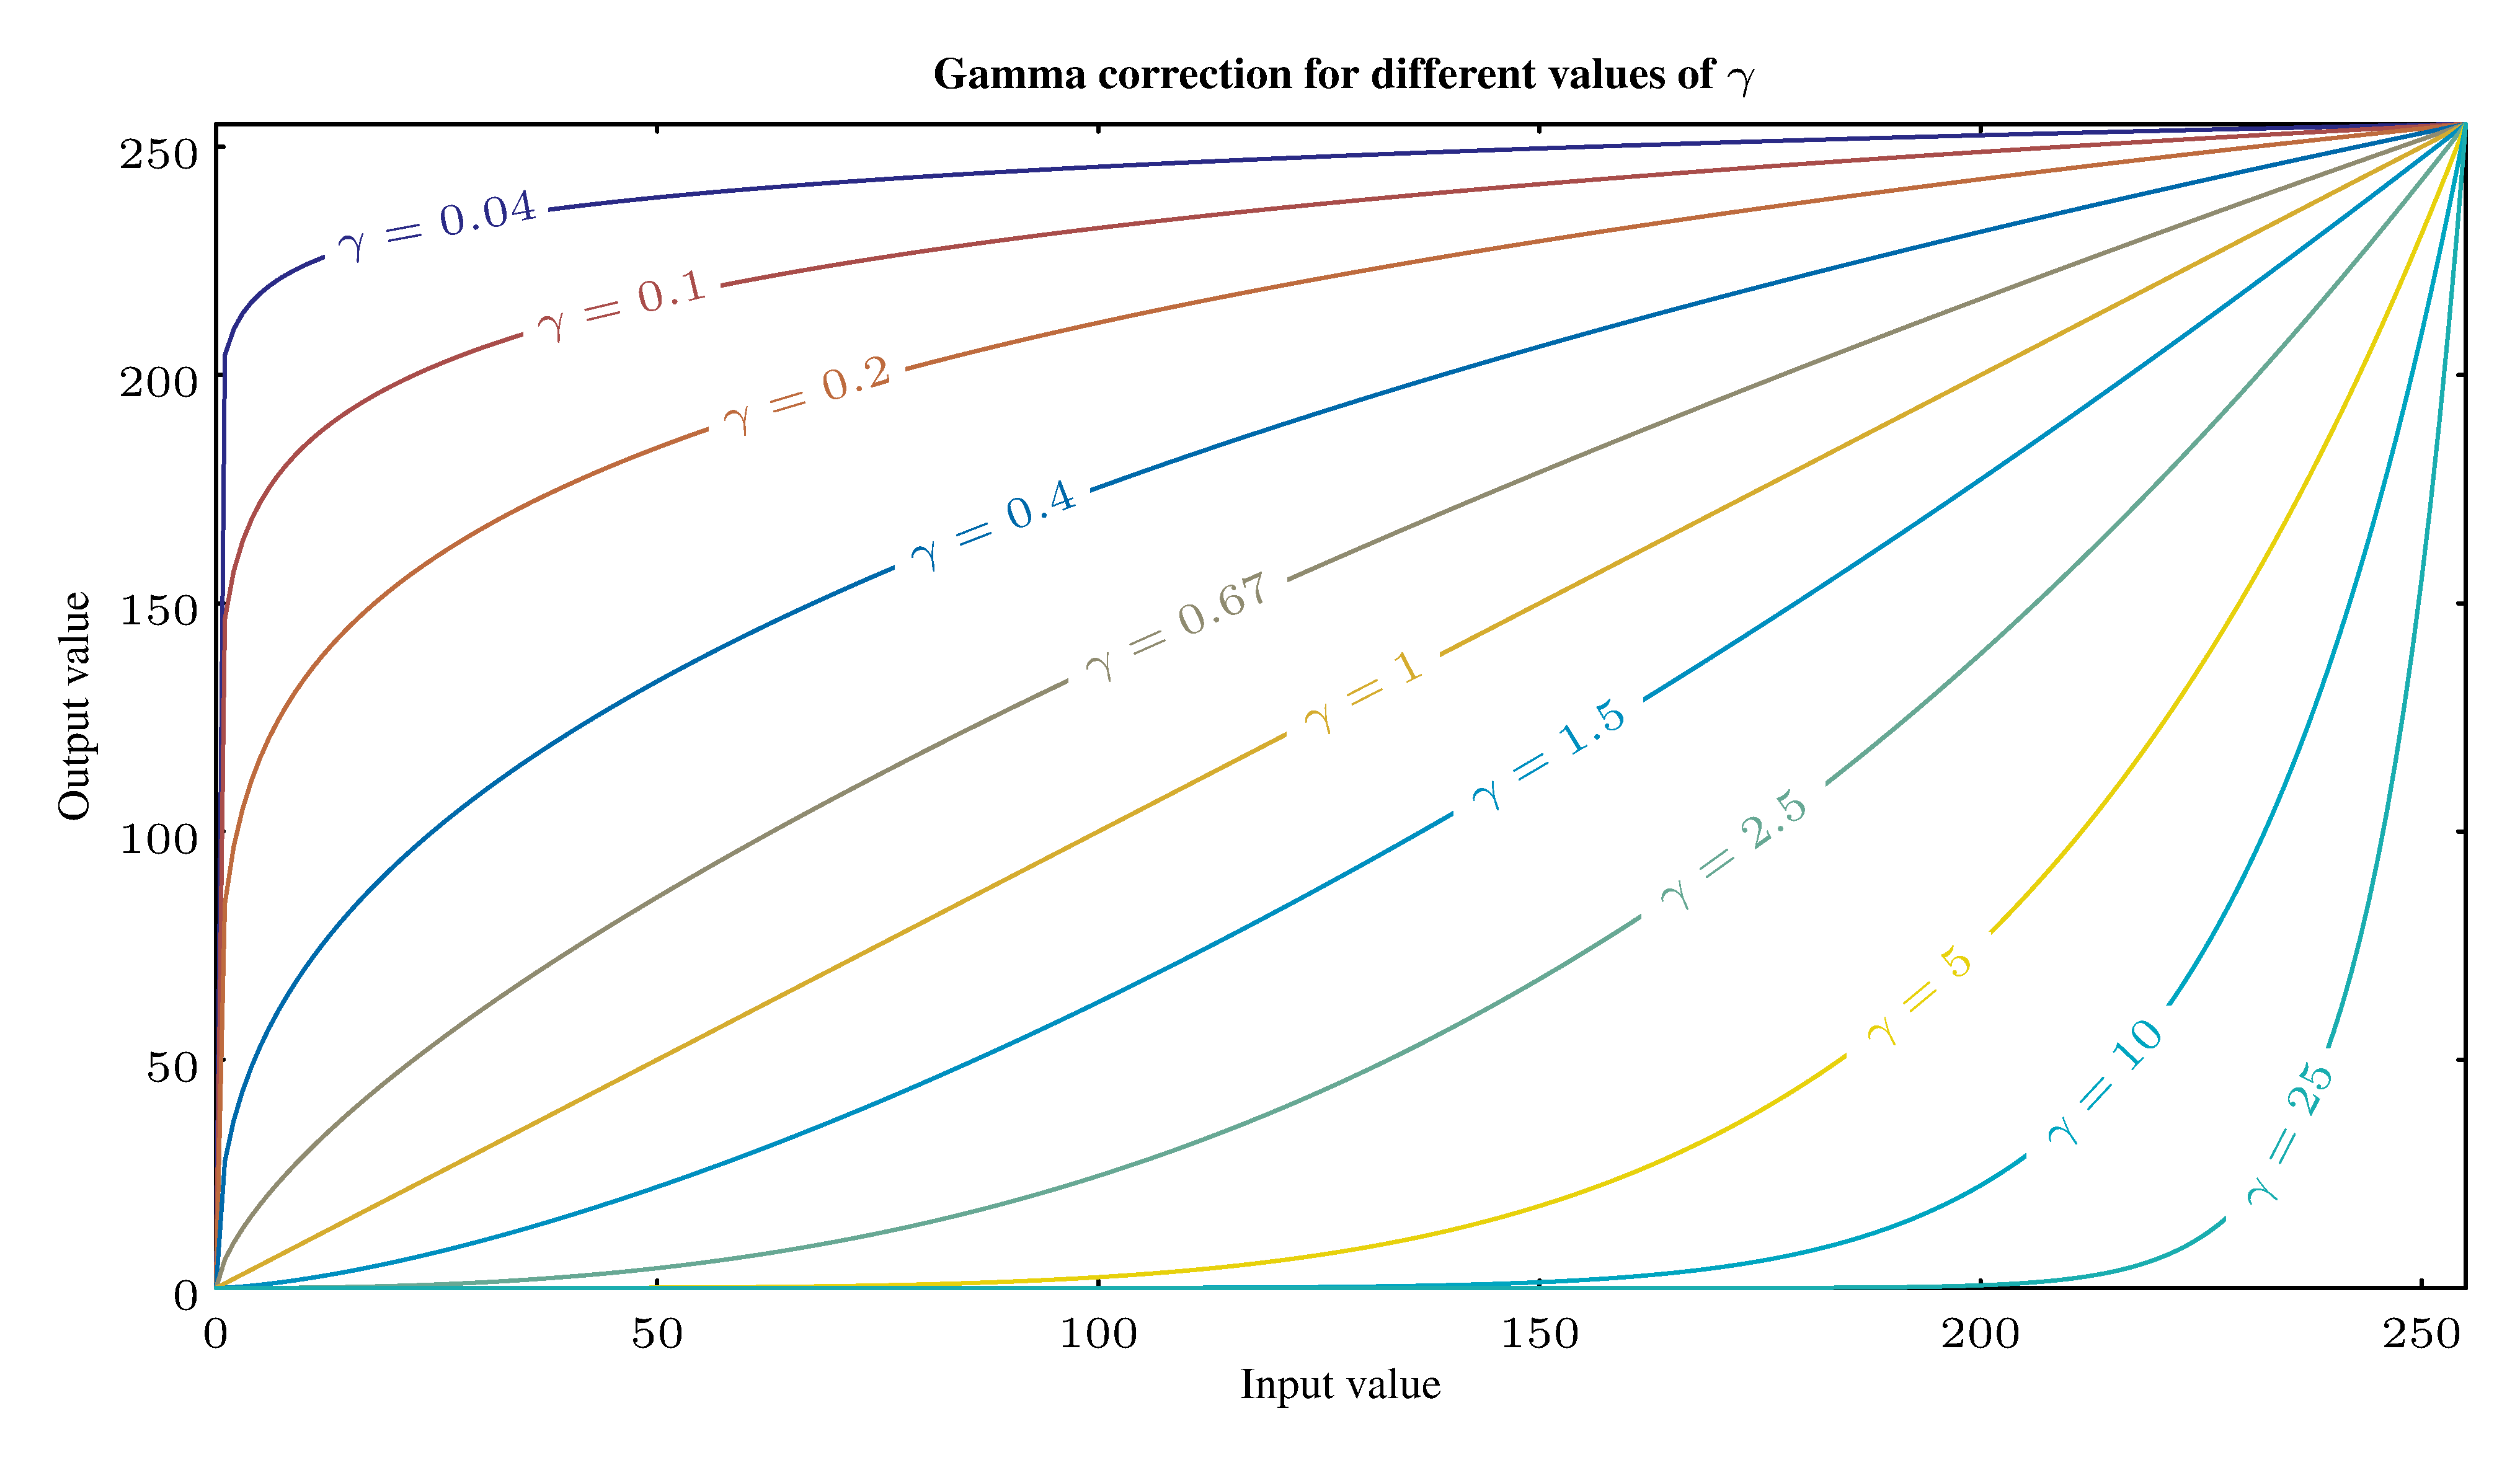 Gamma correction for different values of γ
250
200
150
100
50
0
Output value
γ = 0.04
γ = 0.1
γ = 0.2
γ = 0.4
γ = 0.67
γ = 1
γ = 1.5
γ = 2.5
γ = 5
γ = 10
γ = 25
0 50 100 150 200 250
Input value